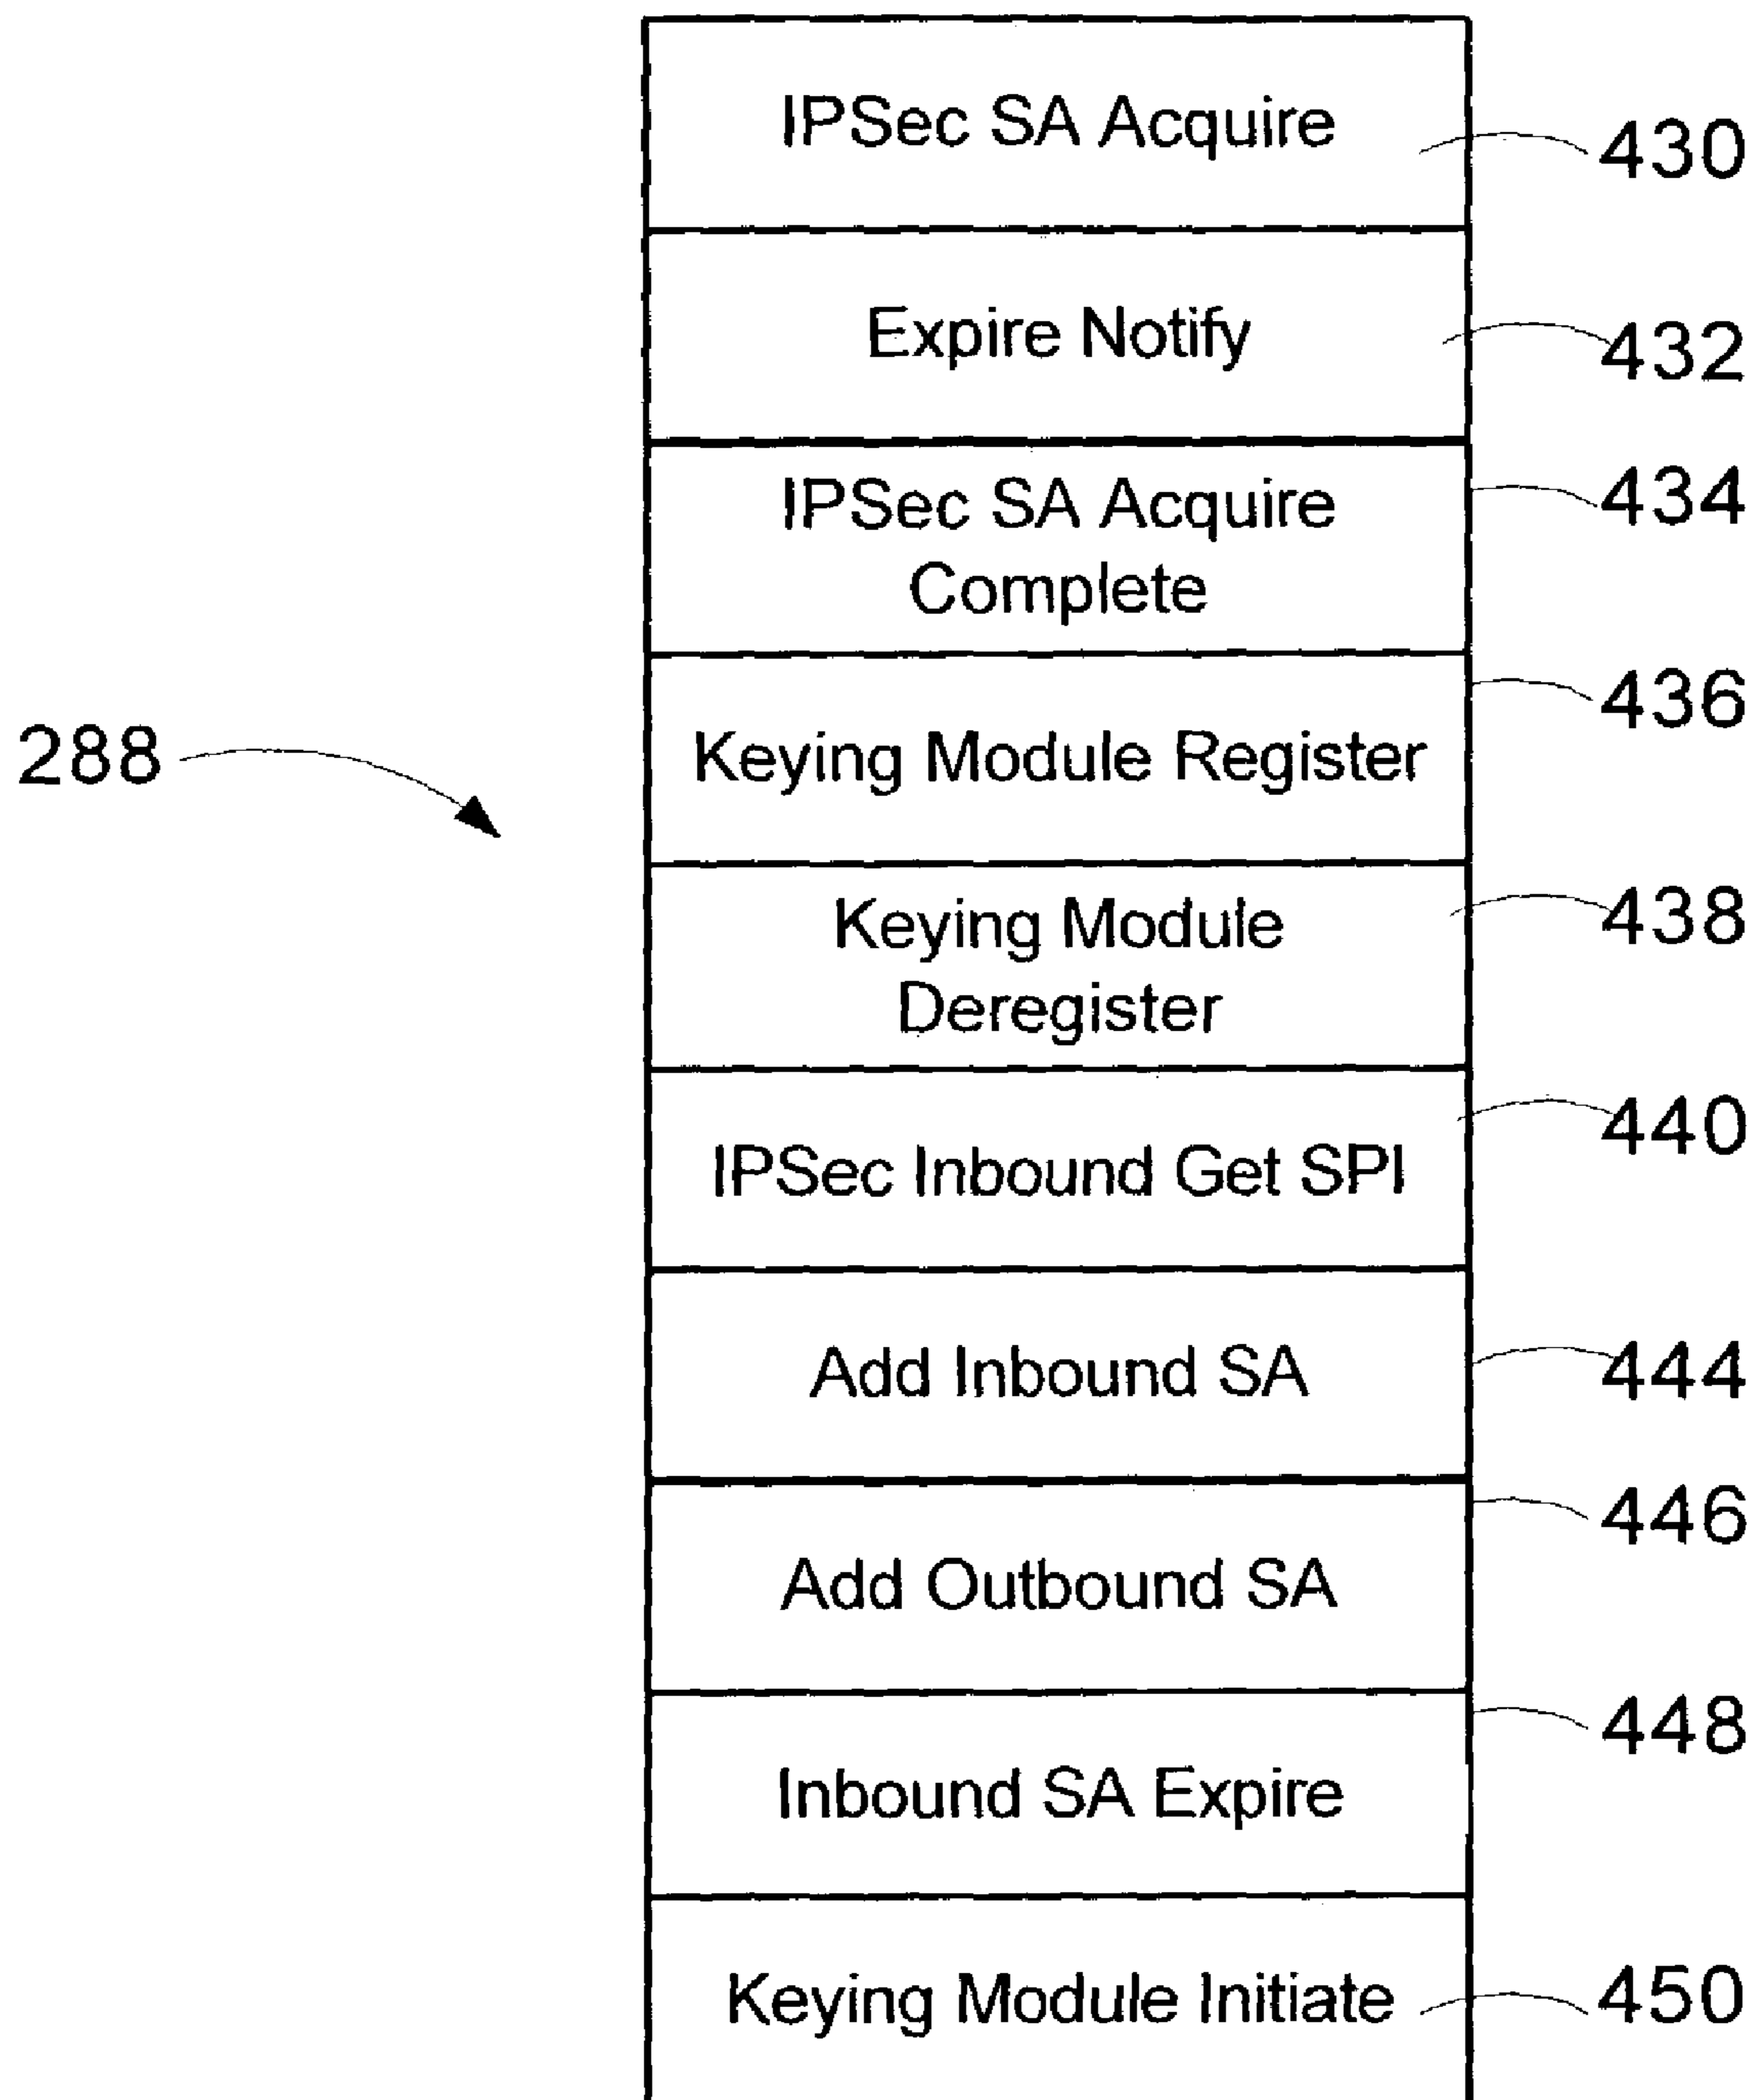 IPSec SA Acquire
430
Expire Notify
432
IPSec SA Acquire
Complete
434
Keying Module Register
436
288
Keying Module
Deregister
438
IPSec Inbound Get SPI
440
Add Inbound SA
444
Add Outbound SA
446
Inbound SA Expire
448
Keying Module Initiate
450